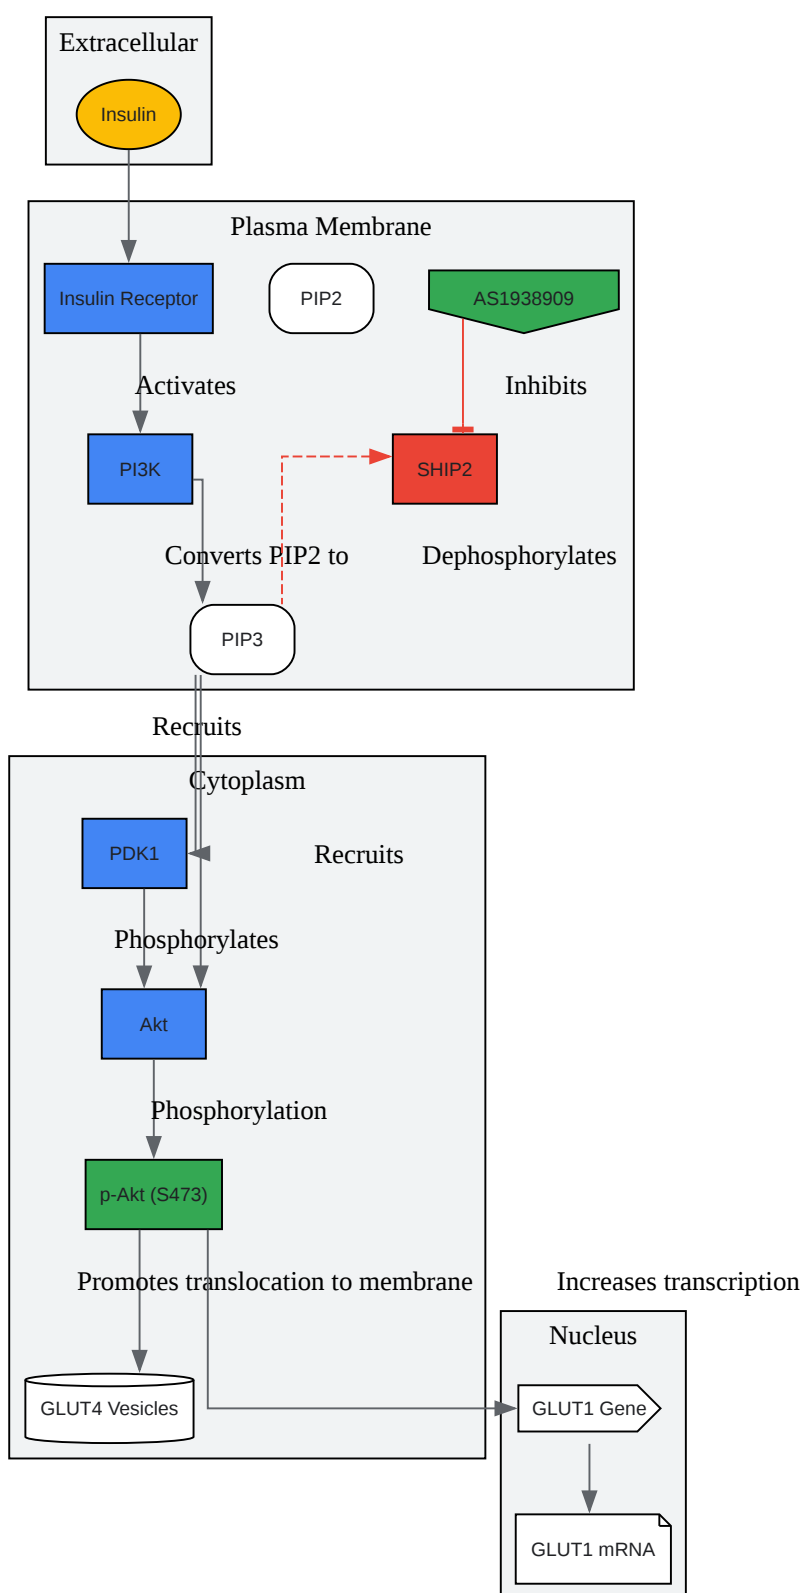 Extracellular
Insulin
Plasma Membrane
Insulin Receptor
PIP2
AS1938909
Activates
Inhibits
PI3K
SHIP2
Converts PIP2 to
Dephosphorylates
PIP3
Recruits
Cytoplasm
PDK1
Recruits
Phosphorylates
Akt
Phosphorylation
p-Akt (S473)
Promotes translocation to membrane
Increases transcription
Nucleus
GLUT4 Vesicles
GLUT1 Gene
GLUT1 mRNA